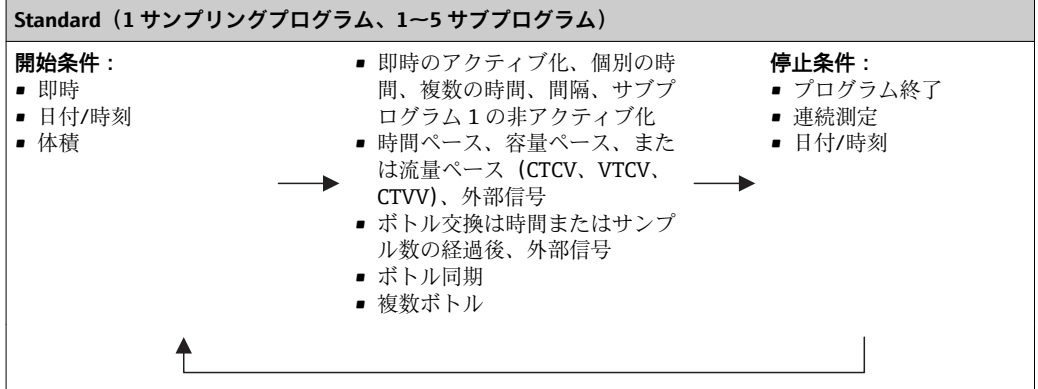 Standard（1 サンプリングプログラム、1～5 サブプログラム）
開始条件：
■ 即時
■ 日付/時刻
■ 体積
■ 即時のアクティブ化、個別の時
間、複数の時間、間隔、サブプ
ログラム 1 の非アクティブ化
■ 時間ペース、容量ペース、また
は流量ペース（CTCV、VTCV、
CTVV）、外部信号
■ ボトル交換は時間またはサンプ
ル数の経過後、外部信号
■ ボトル同期
■ 複数ボトル
停止条件：
■ プログラム終了
■ 連続測定
■ 日付/時刻